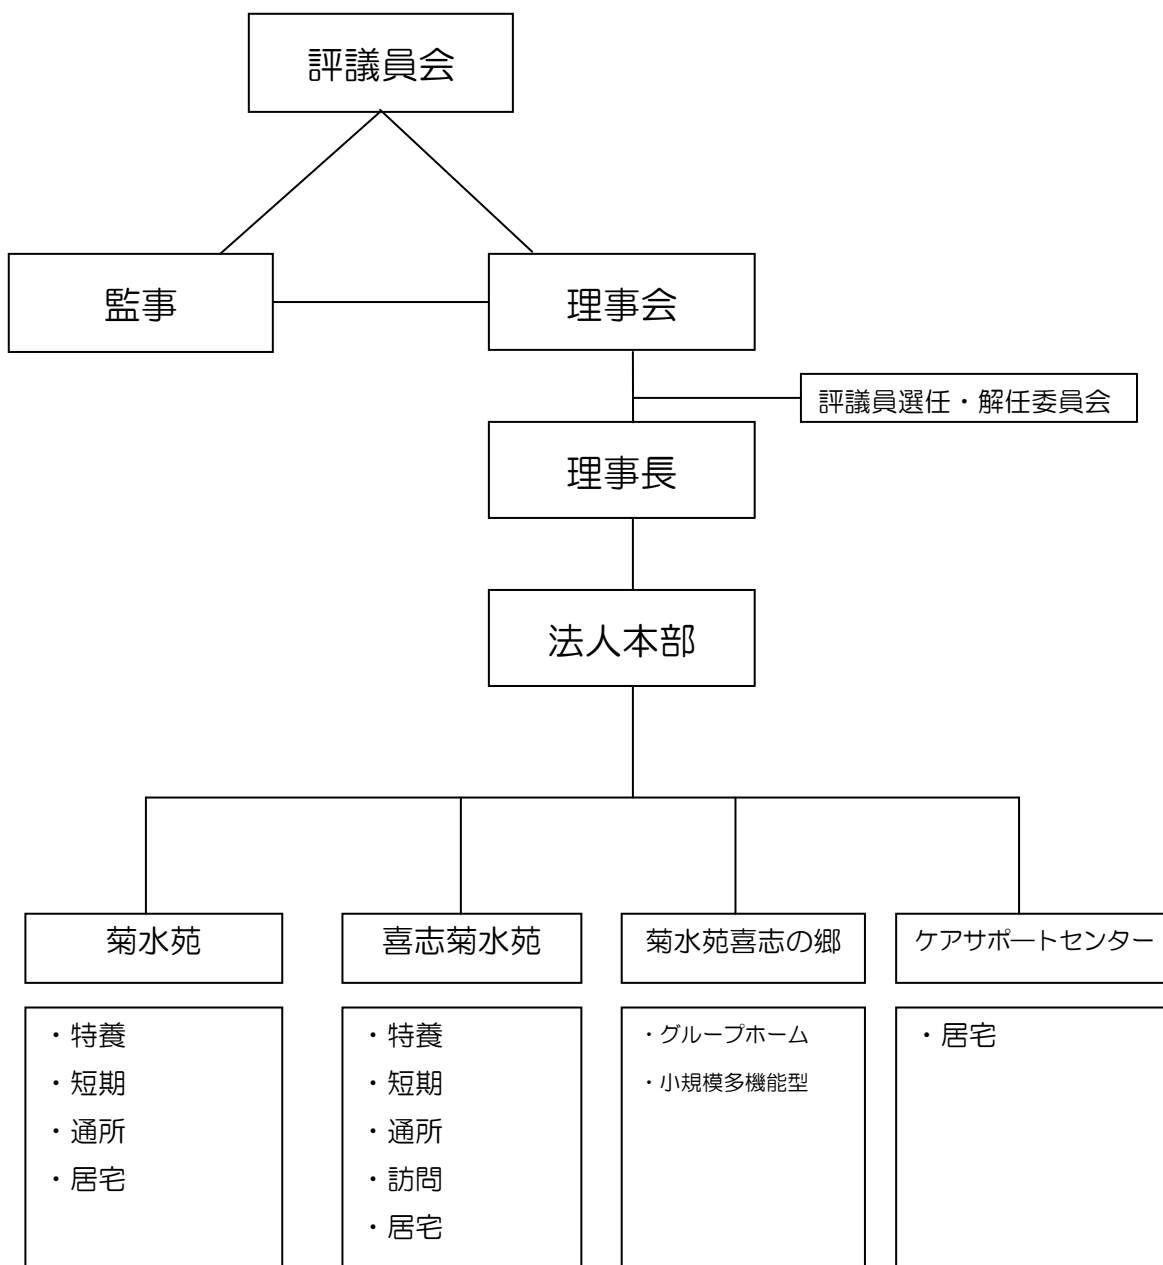 評議員会
監事
理事会
評議員選任・解任委員会
理事長
法人本部
菊水苑
喜志菊水苑
菊水苑喜志の郷
ケアサポートセンター
・特養
・短期
・通所
・居宅
・特養
・短期
・通所
・訪問
・居宅
・グループホーム
・小規模多機能型
・居宅